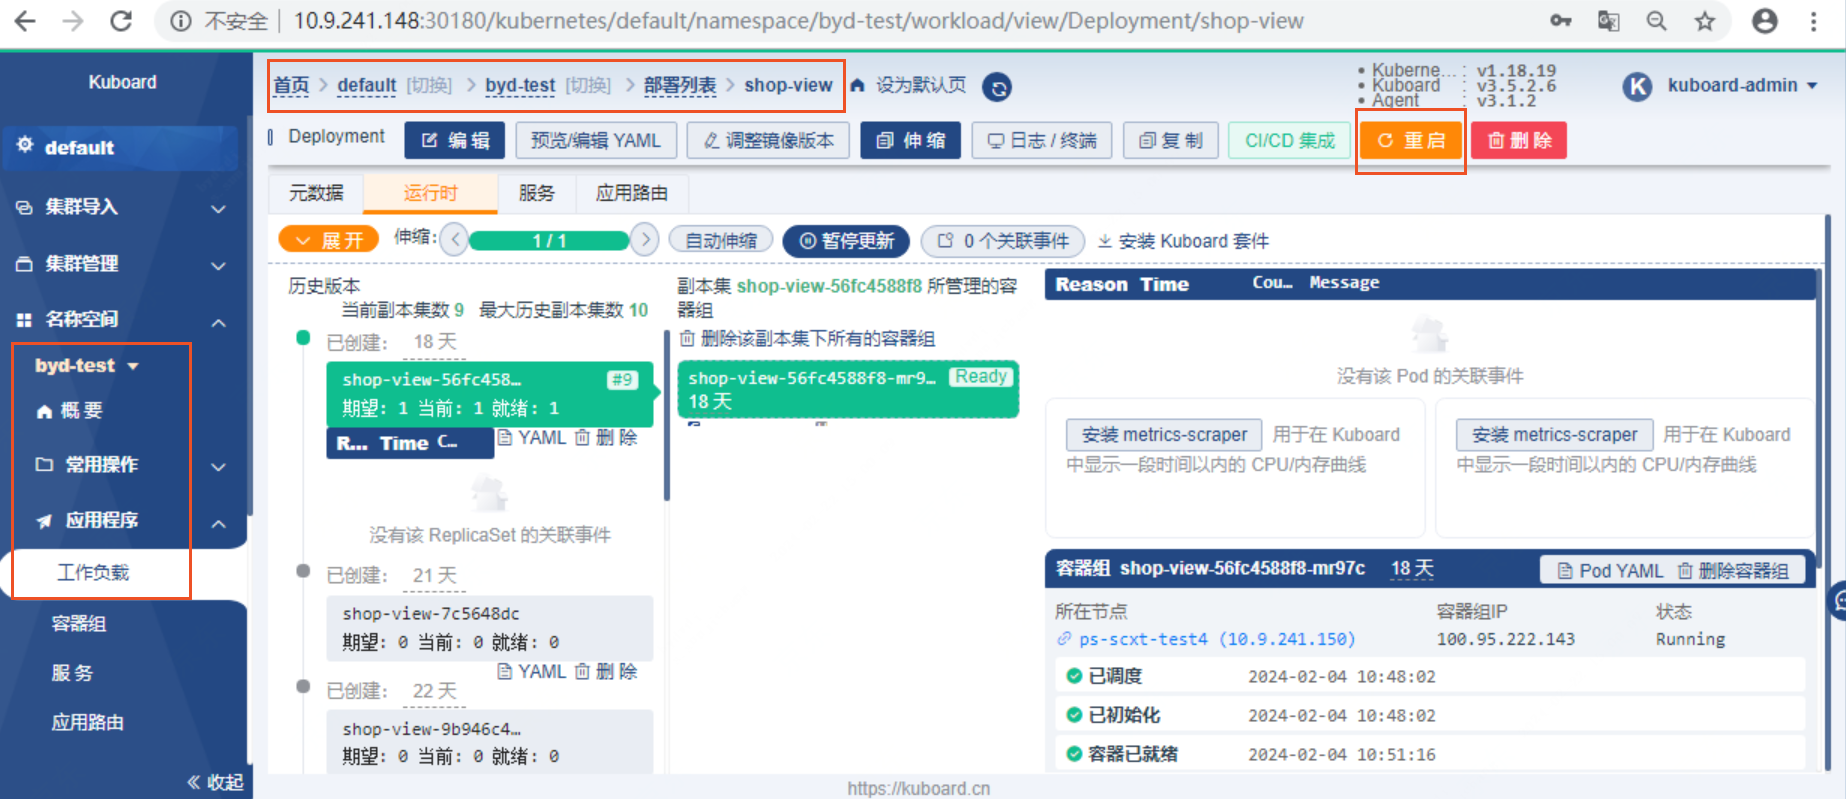 不安全 10.9.241.148:30180/kubernetes/default/namespace/byd-test/workload/view/Deployment/shop-view
Kuboard
default
集群导入
集群管理
名称空间
byd-test
概 要
常用操作
应用程序
工作负载
容器组
服 务
应用路由
收起
首页 > default [切换] > byd-test [切换] > 部署列表 > shop-view 设为默认页
• Kuberne… : v1.18.19
• Kuboard : v3.5.2.6
• Agent : v3.1.2
K kuboard-admin
Deployment 编 辑 预览/编辑 YAML 调整镜像版本 伸 缩 日志 / 终端 复 制 CI/CD 集成 重 启 删 除
元数据 运行时 服务 应用路由
展 开 伸缩: 1 / 1 自动伸缩 暂停更新 0 个关联事件 安装 Kuboard 套件
历史版本
当前副本集数 9 最大历史副本集数 10
已创建: 18 天
shop-view-56fc458… #9
期望: 1 当前: 1 就绪: 1
R… Time C… YAML 删 除
没有该 ReplicaSet 的关联事件
已创建: 21 天
shop-view-7c5648dc
期望: 0 当前: 0 就绪: 0
YAML 删 除
已创建: 22 天
shop-view-9b946c4…
期望: 0 当前: 0 就绪: 0
副本集 shop-view-56fc4588f8 所管理的容
器组
删除该副本集下所有的容器组
shop-view-56fc4588f8-mr9… Ready
18 天
Reason Time Cou… Message
没有该 Pod 的关联事件
安装 metrics-scraper 用于在 Kuboard
中显示一段时间以内的 CPU/内存曲线
安装 metrics-scraper 用于在 Kuboard
中显示一段时间以内的 CPU/内存曲线
容器组 shop-view-56fc4588f8-mr97c 18 天 Pod YAML 删除容器组
所在节点 容器组IP 状态
ps-scxt-test4 (10.9.241.150) 100.95.222.143 Running
已调度 2024-02-04 10:48:02
已初始化 2024-02-04 10:48:02
容器已就绪 2024-02-04 10:51:16
https://kuboard.cn